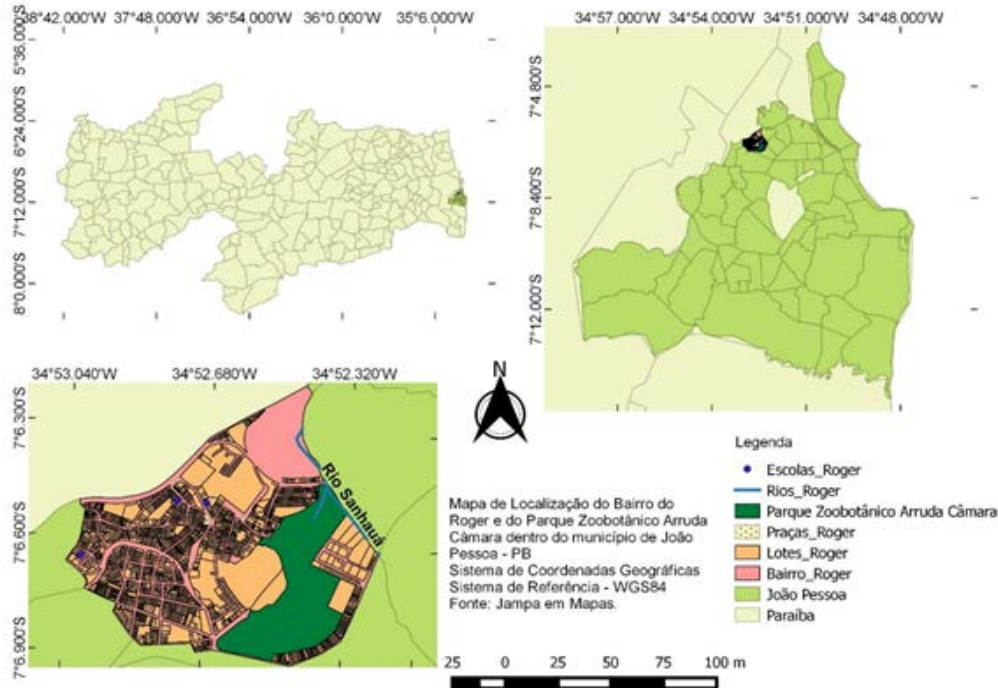 38°42.000'W 37°48.000'W 36°54.000'W 36°0.000'W 35°6.000'W
5°36.000'S
6°24.000'S
7°12.000'S
8°0.000'S
34°57.000'W 34°54.000'W 34°51.000'W 34°48.000'W
7°4.800'S
7°8.400'S
7°12.000'S
34°53.040'W 34°52.680'W 34°52.320'W
7°6.300'S
7°6.600'S
7°6.900'S
Rio Sanhauá
N
Mapa de Localização do Bairro do
Roger e do Parque Zoobotânico Arruda
Câmara dentro do município de João
Pessoa - PB
Sistema de Coordenadas Geográficas
Sistema de Referência - WGS84
Fonte: Jampa em Mapas.
25 0 25 50 75 100 m
Legenda
Escolas_Roger
Rios_Roger
Parque Zoobotânico Arruda Câmara
Praças_Roger
Lotes_Roger
Bairro_Roger
João Pessoa
Paraíba